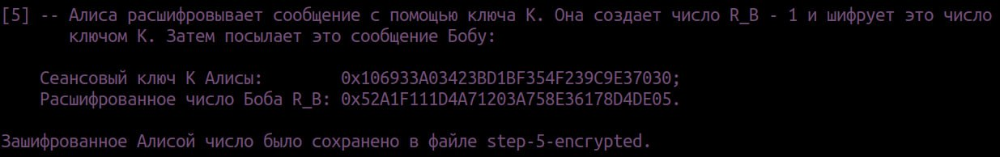 [5] -- Алиса расшифровывает сообщение с помощью ключа K. Она создает число R_B - 1 и шифрует это число
ключом K. Затем посылает это сообщение Бобу:
Сеансовый ключ K Алисы: 0x106933A03423BD1BF354F239C9E37030;
Расшифрованное число Боба R_B: 0x52A1F111D4A71203A758E36178D4DE05.
Зашифрованное Алисой число было сохранено в файле step-5-encrypted.